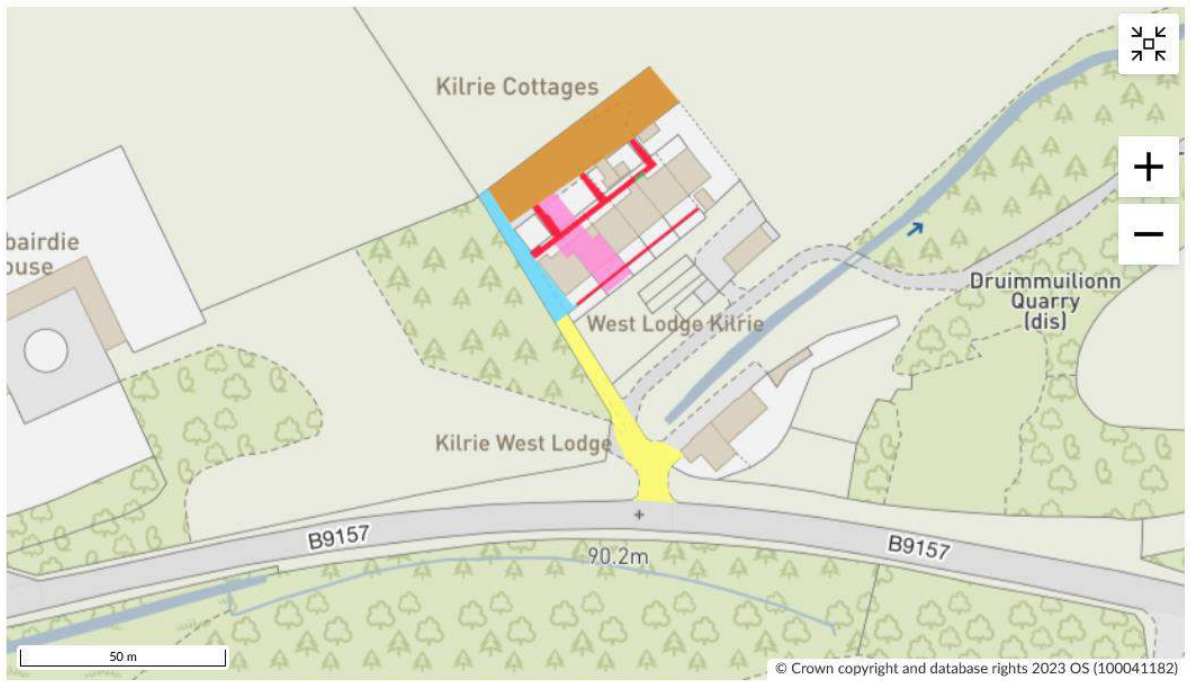 Kilrie Cottages
bairdie
ouse
Druimmuilionn
Quarry
(dis)
West Lodge Kilrie
Kilrie West Lodge
B9157
B9157
90.2m
50 m
© Crown copyright and database rights 2023 OS (100041182)